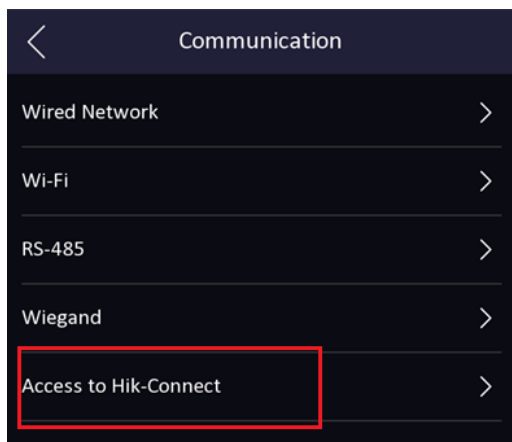 Communication
Wired Network
Wi-Fi
RS-485
Wiegand
Access to Hik-Connect